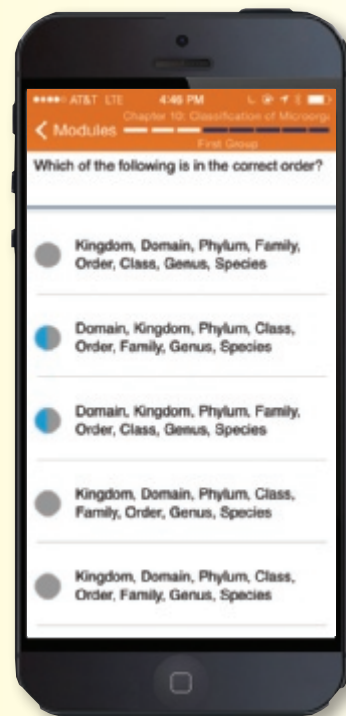 AT&T LTE 4:46 PM
Chapter 10: Classification of Microorga
Modules
First Group
Which of the following is in the correct order?
Kingdom, Domain, Phylum, Family,
Order, Class, Genus, Species
Domain, Kingdom, Phylum, Class,
Order, Family, Genus, Species
Domain, Kingdom, Phylum, Family,
Order, Class, Genus, Species
Kingdom, Domain, Phylum, Class,
Family, Order, Genus, Species
Kingdom, Domain, Phylum, Class,
Order, Family, Genus, Species